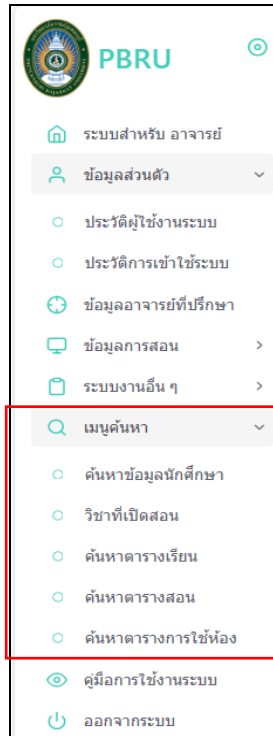 PBRU
ระบบสำหรับ อาจารย์
ข้อมูลส่วนตัว
ประวัติผู้ใช้งานระบบ
ประวัติการเข้าใช้ระบบ
ข้อมูลอาจารย์ที่ปรึกษา
ข้อมูลการสอน
ระบบงานอื่น ๆ
เมนูค้นหา
ค้นหาข้อมูลนักศึกษา
วิชาที่เปิดสอน
ค้นหาตารางเรียน
ค้นหาตารางสอน
ค้นหาตารางการใช้ห้อง
คู่มือการใช้งานระบบ
ออกจากระบบ